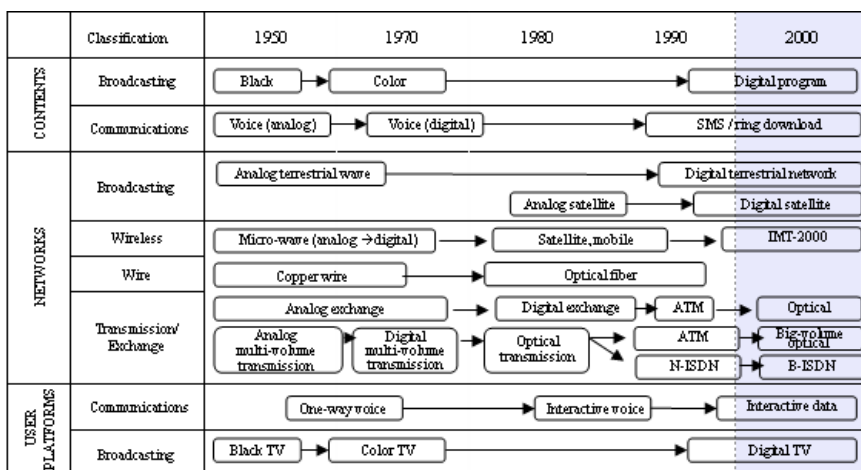 Classification 1950 1970 1980 1990 2000
CONTENTS
Broadcasting Black Color Digital program
Communications Voice (analog) Voice (digital) SMS / ring download
NETWORKS
Broadcasting Analog terrestrial wave Digital terrestrial network
Analog satellite Digital satellite
Wireless Micro-wave (analog →digital) Satellite, mobile IMT-2000
Wire Copper wire Optical fiber
Transmission/
Exchange
Analog exchange Digital exchange ATM Optical
Analog
multi-volume
transmission
Digital
multi-volume
transmission
Optical
transmission
ATM
Big-volume
optical
N-ISDN B-ISDN
USER
PLATFORMS
Communications One-way voice Interactive voice Interactive data
Broadcasting Black TV Color TV Digital TV